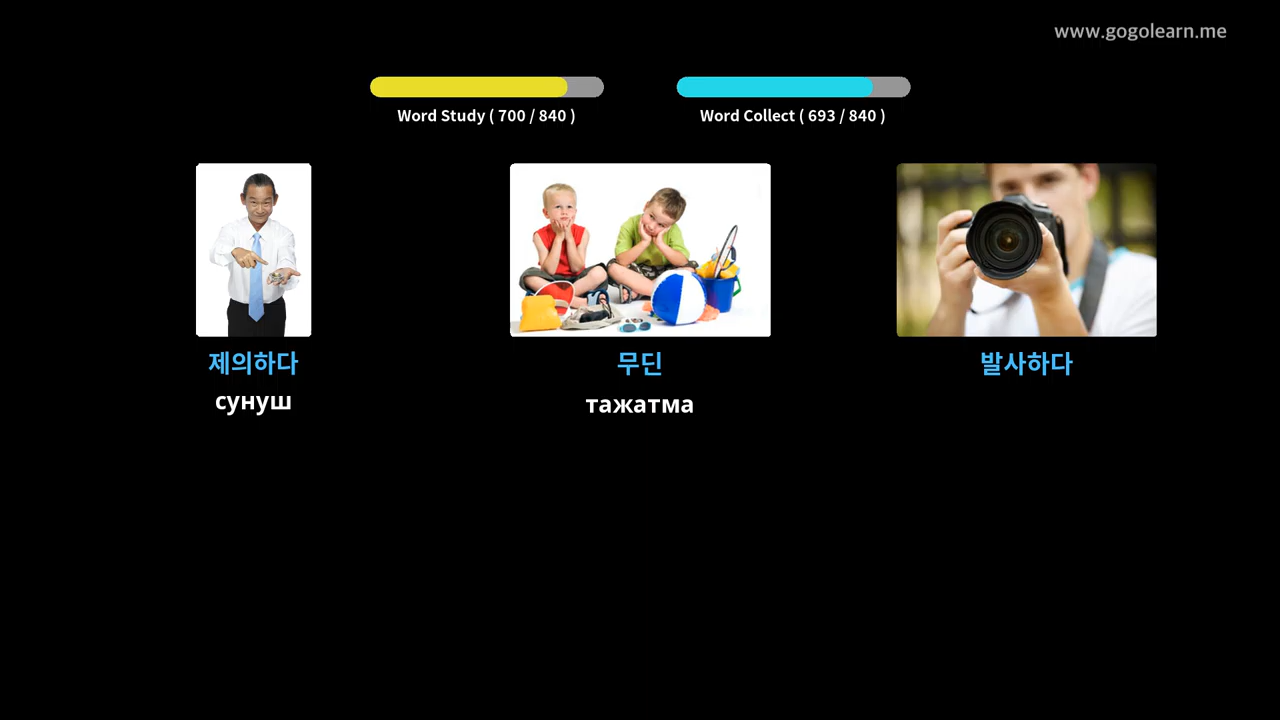 www.gogolearn.me
Word Study ( 700 / 840 )
Word Collect ( 693 / 840 )
제의하다
무딘
발사하다
сунуш
тажатма